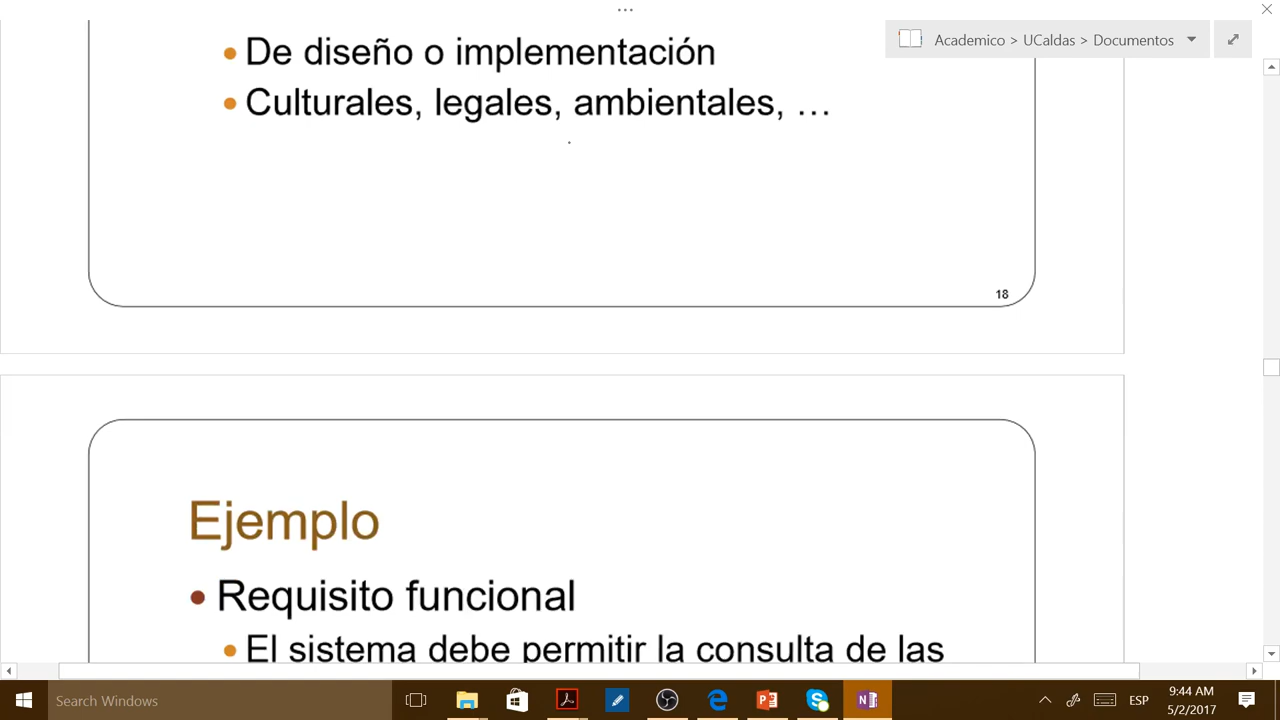 ...
Academico > UCaldas > Documentos
De diseño o implementación
Culturales, legales, ambientales, …
18
Ejemplo
Requisito funcional
El sistema debe permitir la consulta de las
Search Windows
ESP
9:44 AM
5/2/2017